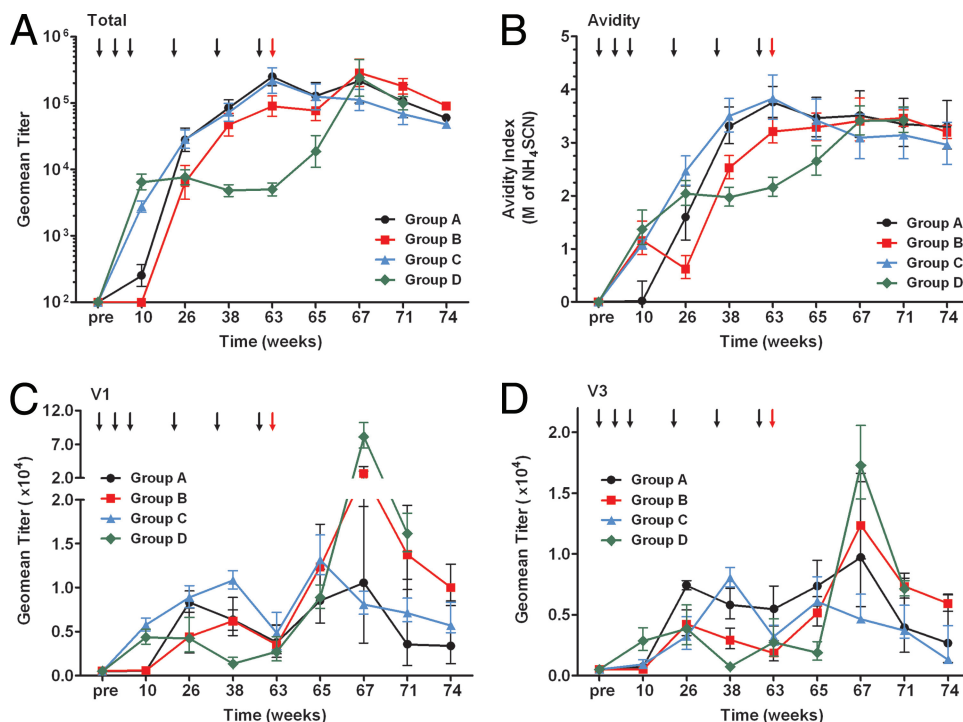 A
Total
Geomean Titer
10⁶
10⁵
10⁴
10³
10²
pre 10 26 38 63 65 67 71 74
Time (weeks)
Group A
Group B
Group C
Group D
B
Avidity
Avidity Index
(M of NH₄SCN)
5
4
3
2
1
0
pre 10 26 38 63 65 67 71 74
Time (weeks)
Group A
Group B
Group C
Group D
C
V1
Geomean Titer ( x10⁴)
12.0
7.0
2.0
2.0
1.5
1.0
0.5
0.0
pre 10 26 38 63 65 67 71 74
Time (weeks)
Group A
Group B
Group C
Group D
D
V3
Geomean Titer ( x10⁴)
2.0
1.5
1.0
0.5
0.0
pre 10 26 38 63 65 67 71 74
Time (weeks)
Group A
Group B
Group C
Group D